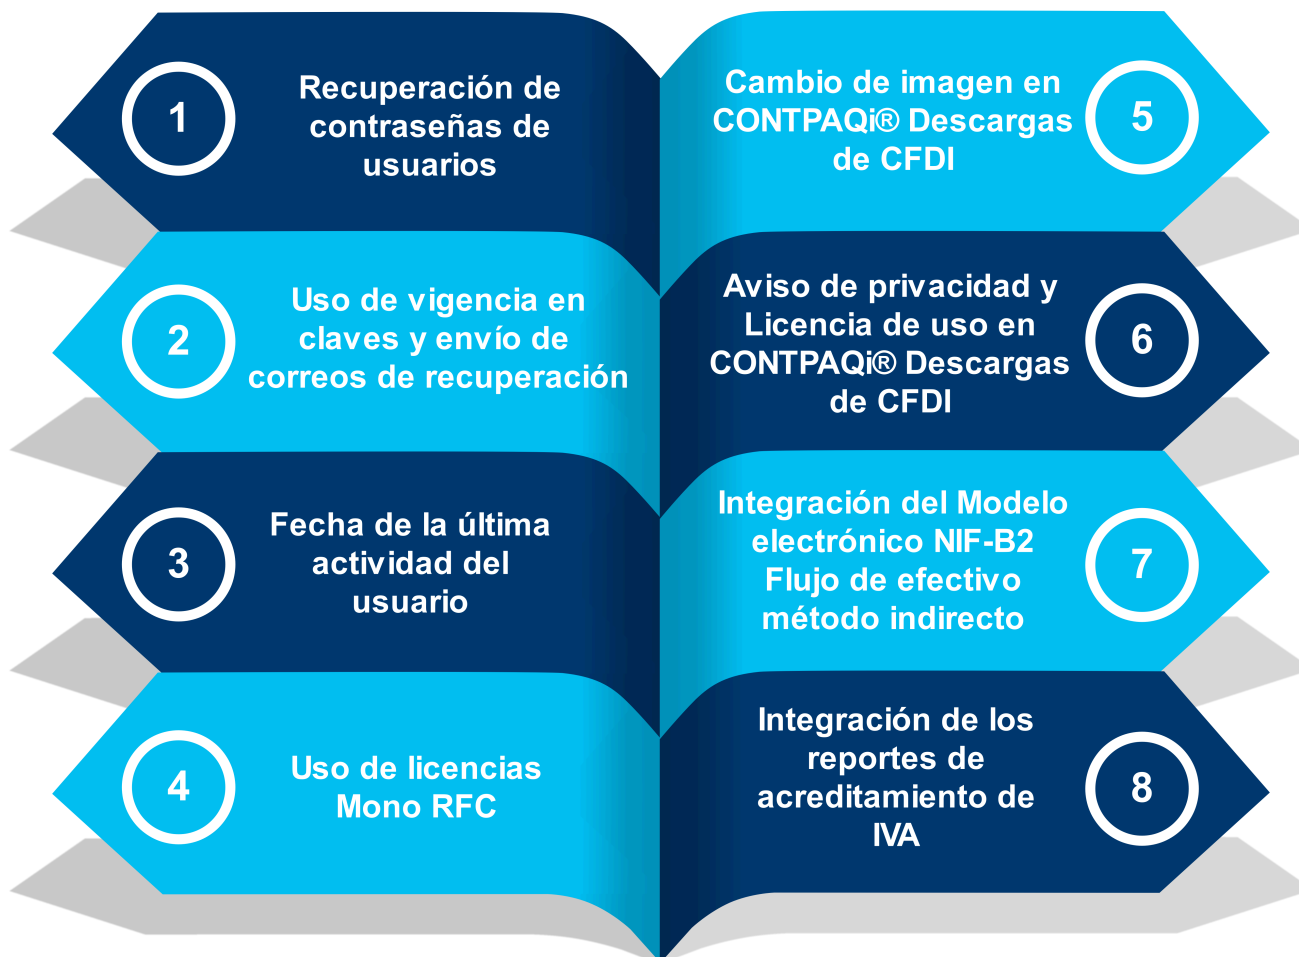 1
Recuperación de
contraseñas de
usuarios
2
Uso de vigencia en
claves y envío de
correos de recuperación
3
Fecha de la última
actividad del
usuario
4
Uso de licencias
Mono RFC
Cambio de imagen en
CONTPAQi® Descargas
de CFDI
5
Aviso de privacidad y
Licencia de uso en
CONTPAQi® Descargas
de CFDI
6
Integración del Modelo
electrónico NIF-B2
Flujo de efectivo
método indirecto
7
Integración de los
reportes de
acreditamiento de
IVA
8